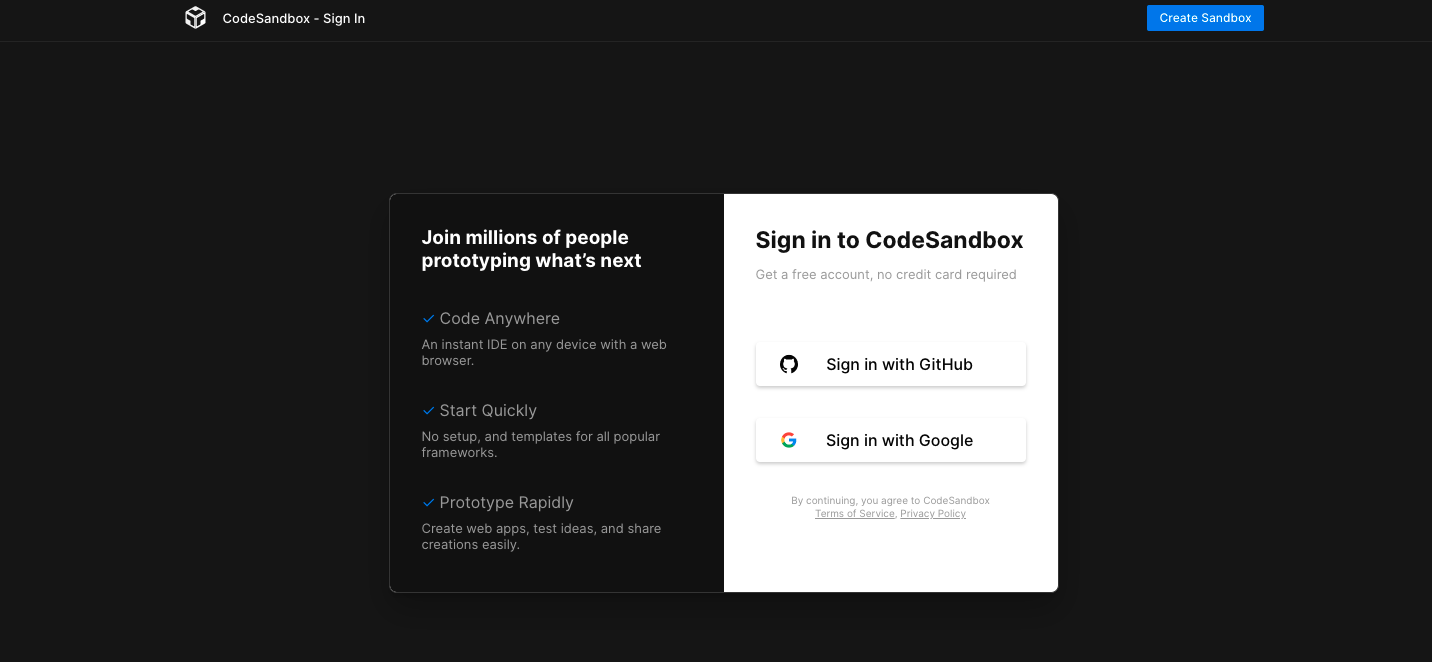 CodeSandbox - Sign In
Create Sandbox
Join millions of people
prototyping what’s next
Code Anywhere
An instant IDE on any device with a web
browser.
Start Quickly
No setup, and templates for all popular
frameworks.
Prototype Rapidly
Create web apps, test ideas, and share
creations easily.
Sign in to CodeSandbox
Get a free account, no credit card required
Sign in with GitHub
Sign in with Google
By continuing, you agree to CodeSandbox
Terms of Service, Privacy Policy